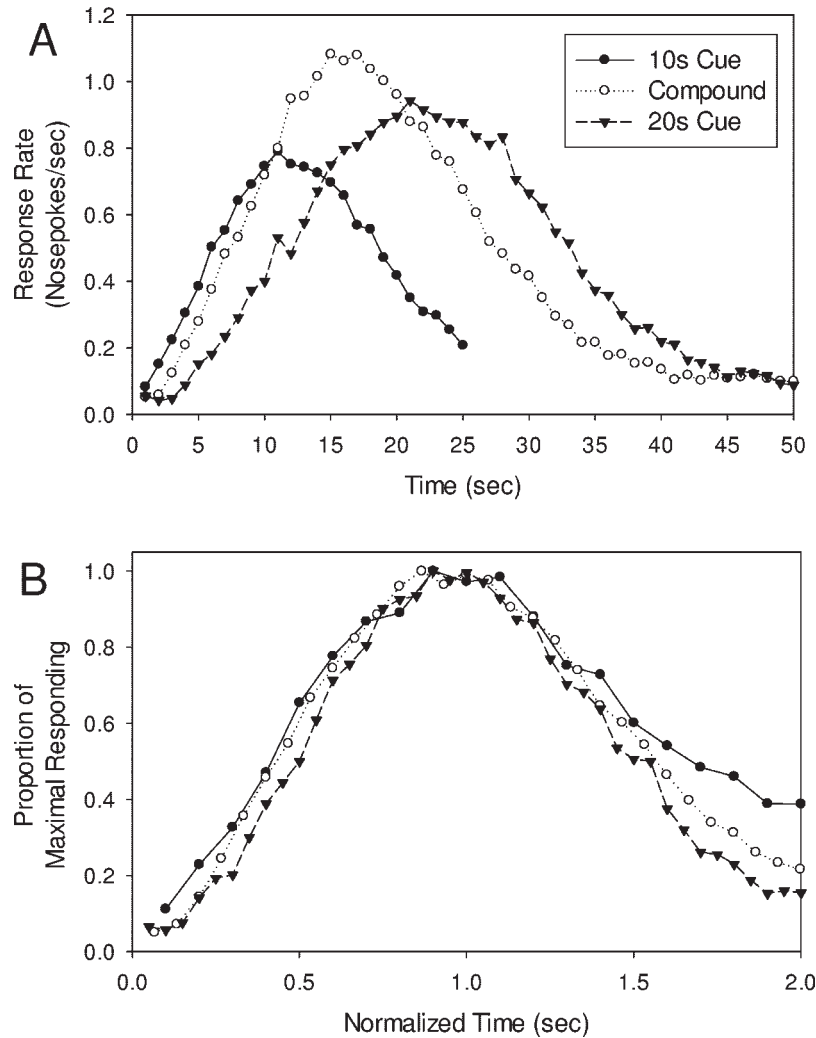 A
1.2
1.0
0.8
0.6
0.4
0.2
0.0
Response Rate
(Nosepokes/sec)
10s Cue
Compound
20s Cue
0 5 10 15 20 25 30 35 40 45 50
Time (sec)
B
1.0
0.8
0.6
0.4
0.2
0.0
Proportion of
Maximal Responding
0.0 0.5 1.0 1.5 2.0
Normalized Time (sec)